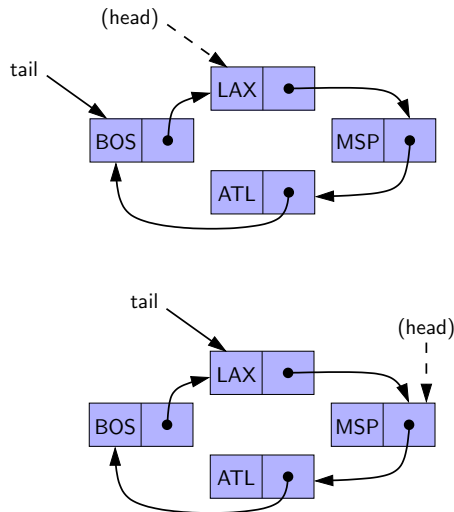 (head)
tail
LAX
BOS
MSP
ATL
tail
(head)
LAX
BOS
MSP
ATL